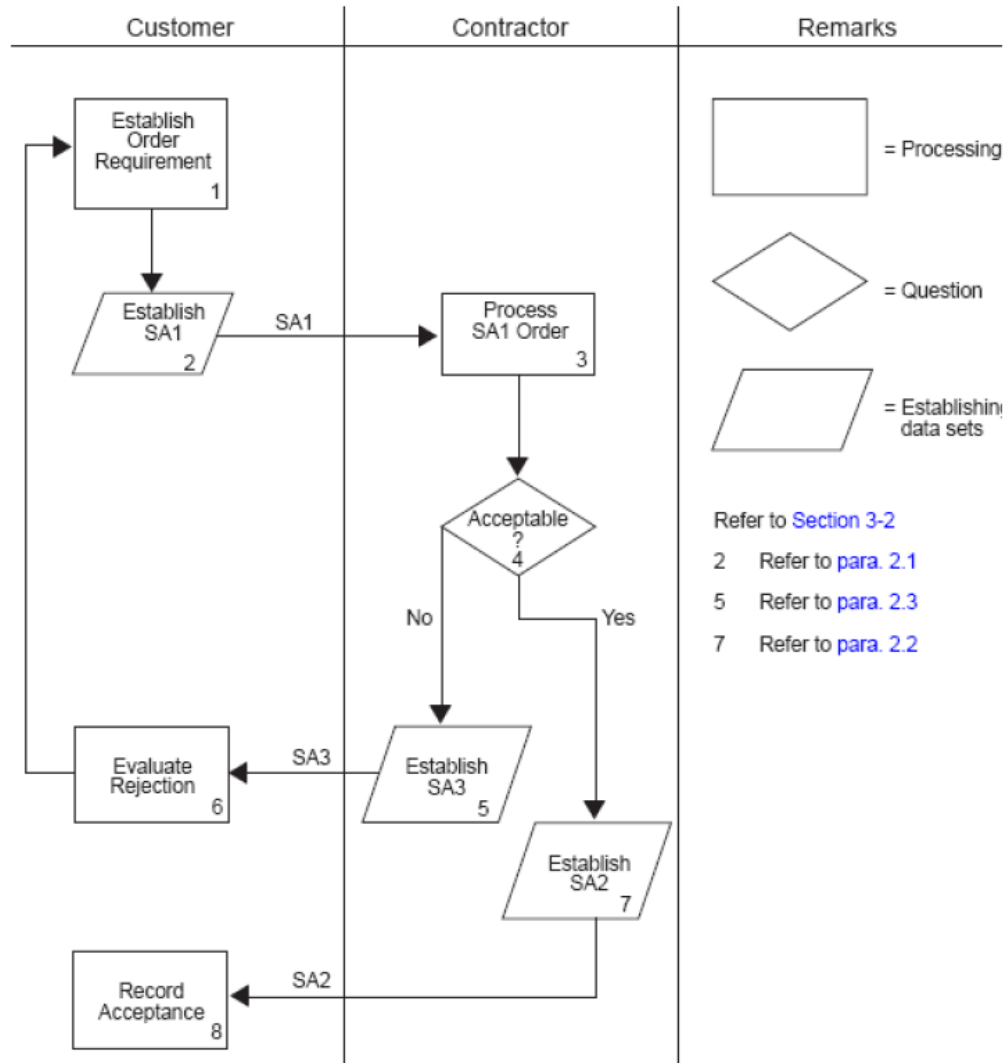 Customer
Contractor
Remarks
Establish
Order
Requirement
1
= Processing
Establish
SA1
2
SA1
Process
SA1 Order
3
= Question
= Establishing
data sets
Acceptable
?
4
No
Yes
Refer to Section 3-2
2 Refer to para. 2.1
5 Refer to para. 2.3
7 Refer to para. 2.2
Evaluate
Rejection
6
SA3
Establish
SA3
5
Establish
SA2
7
Record
Acceptance
8
SA2